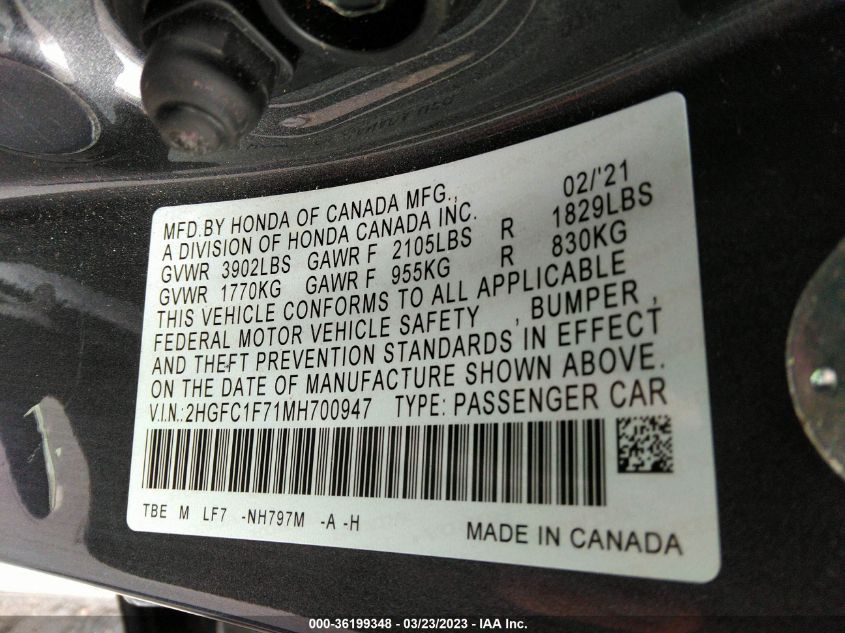 MFD.BY HONDA OF CANADA MFG., 02/'21
A DIVISION OF HONDA CANADA INC.
GVWR 3902LBS GAWR F 2105LBS R 1829LBS
GVWR 1770KG GAWR F 955KG R 830KG
THIS VEHICLE CONFORMS TO ALL APPLICABLE
FEDERAL MOTOR VEHICLE SAFETY , BUMPER ,
AND THEFT PREVENTION STANDARDS IN EFFECT
ON THE DATE OF MANUFACTURE SHOWN ABOVE.
V.I.N.:2HGFC1F71MH700947 TYPE: PASSENGER CAR
TBE M LF7 -NH797M -A -H
MADE IN CANADA
000-36199348 — 03/23/2023 — IAA Inc.